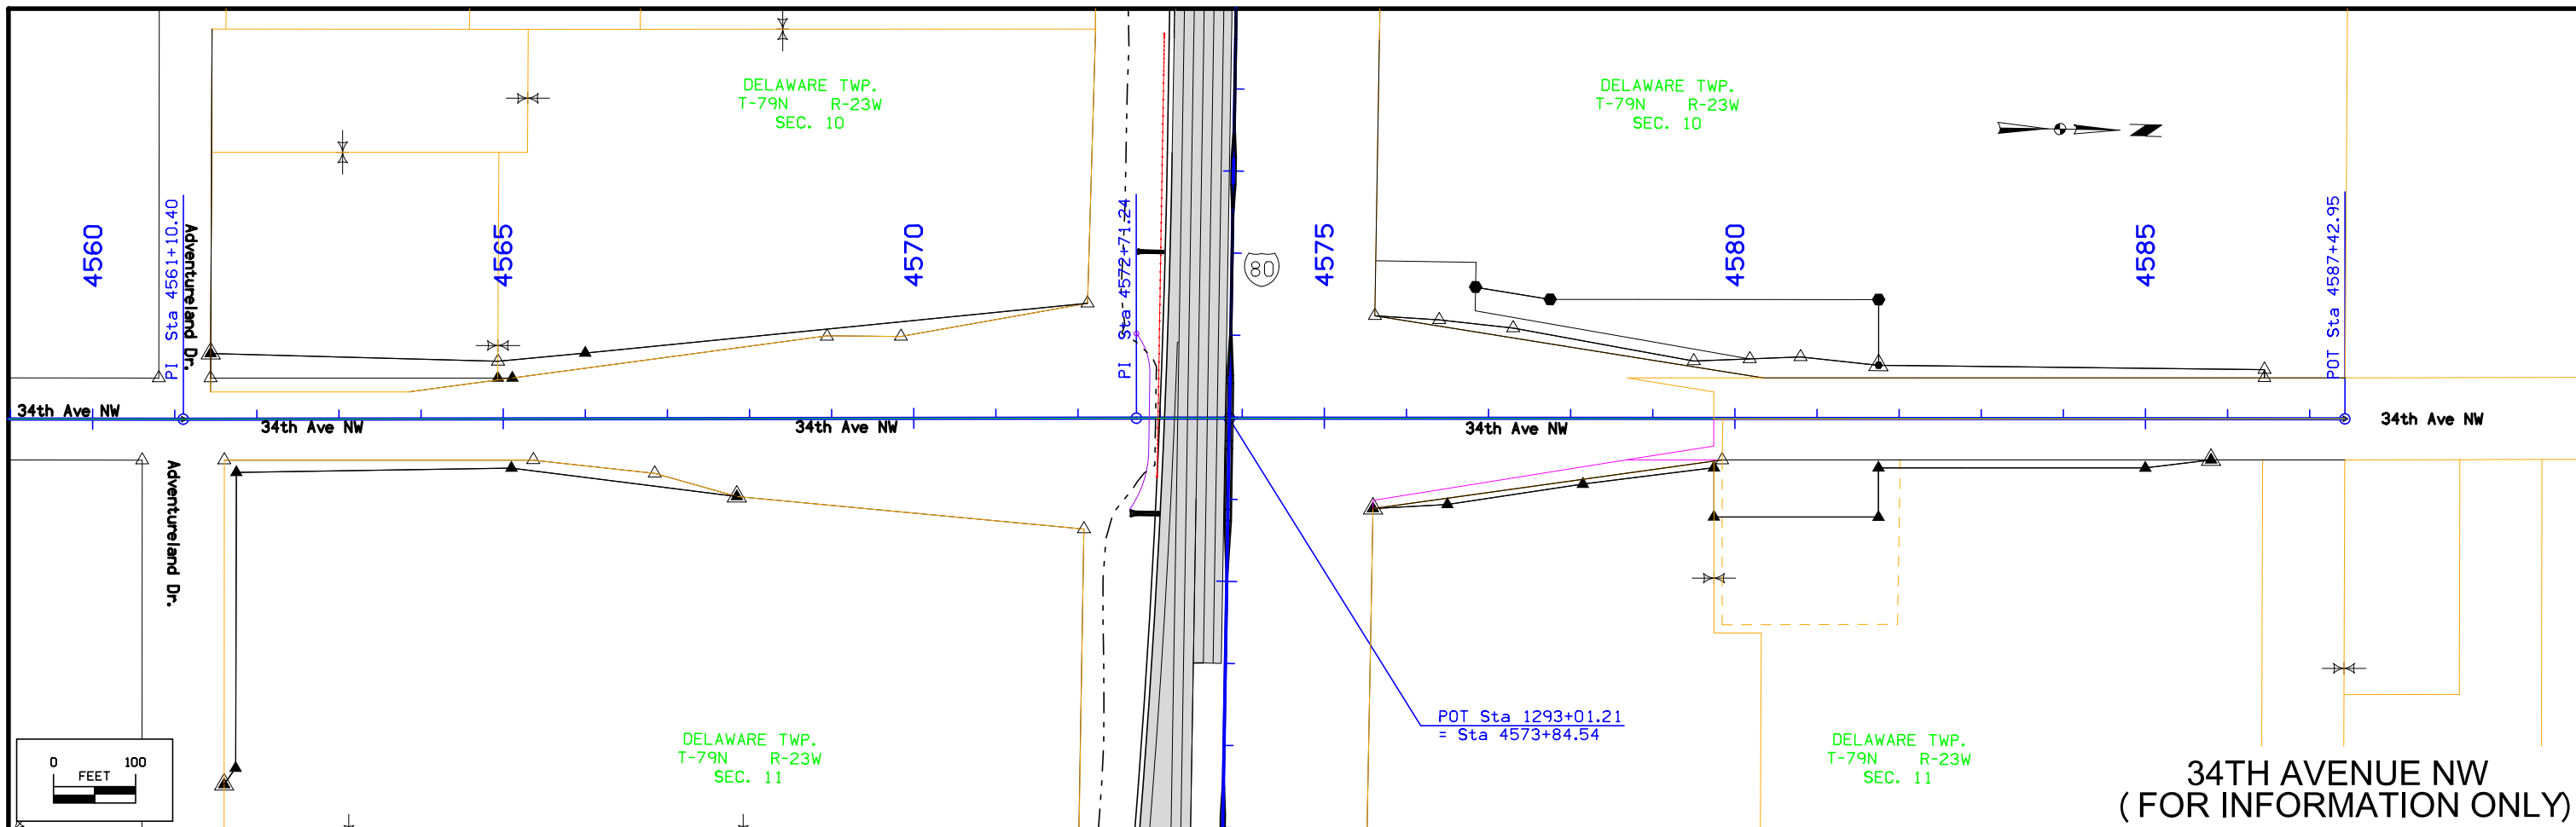 DELAWARE TWP.
T-79N R-23W
SEC. 10
DELAWARE TWP.
T-79N R-23W
SEC. 10
N
4560
PI Sta 4561+10.40
Adventureland Dr.
4565
4570
PI Sta 4572+71.24
80
4575
4580
4585
POT Sta 4587+42.95
34th Ave NW
34th Ave NW
34th Ave NW
34th Ave NW
34th Ave NW
Adventureland Dr.
POT Sta 1293+01.21
= Sta 4573+84.54
DELAWARE TWP.
T-79N R-23W
SEC. 11
DELAWARE TWP.
T-79N R-23W
SEC. 11
0 100
FEET
34TH AVENUE NW
( FOR INFORMATION ONLY)